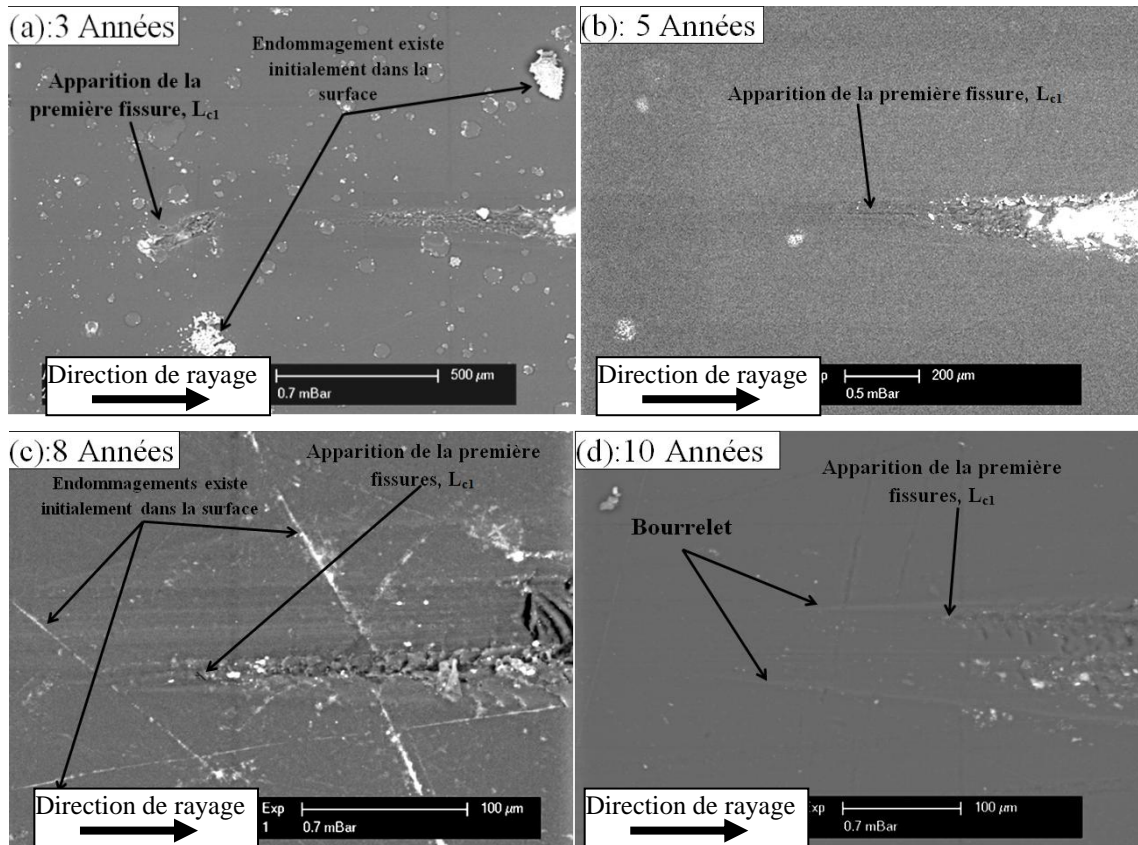 (a):3 Années
Endommagement existe
initialement dans la
surface
Apparition de la
première fissure, Lc1
Direction de rayage
500 µm
0.7 mBar
(b): 5 Années
Apparition de la première fissure, Lc1
Direction de rayage
200 µm
0.5 mBar
(c):8 Années
Apparition de la première
fissures, Lc1
Endommagements existe
initialement dans la surface
Direction de rayage
Exp
1
100 µm
0.7 mBar
(d):10 Années
Apparition de la première
fissures, Lc1
Bourrelet
Direction de rayage
100 µm
0.7 mBar